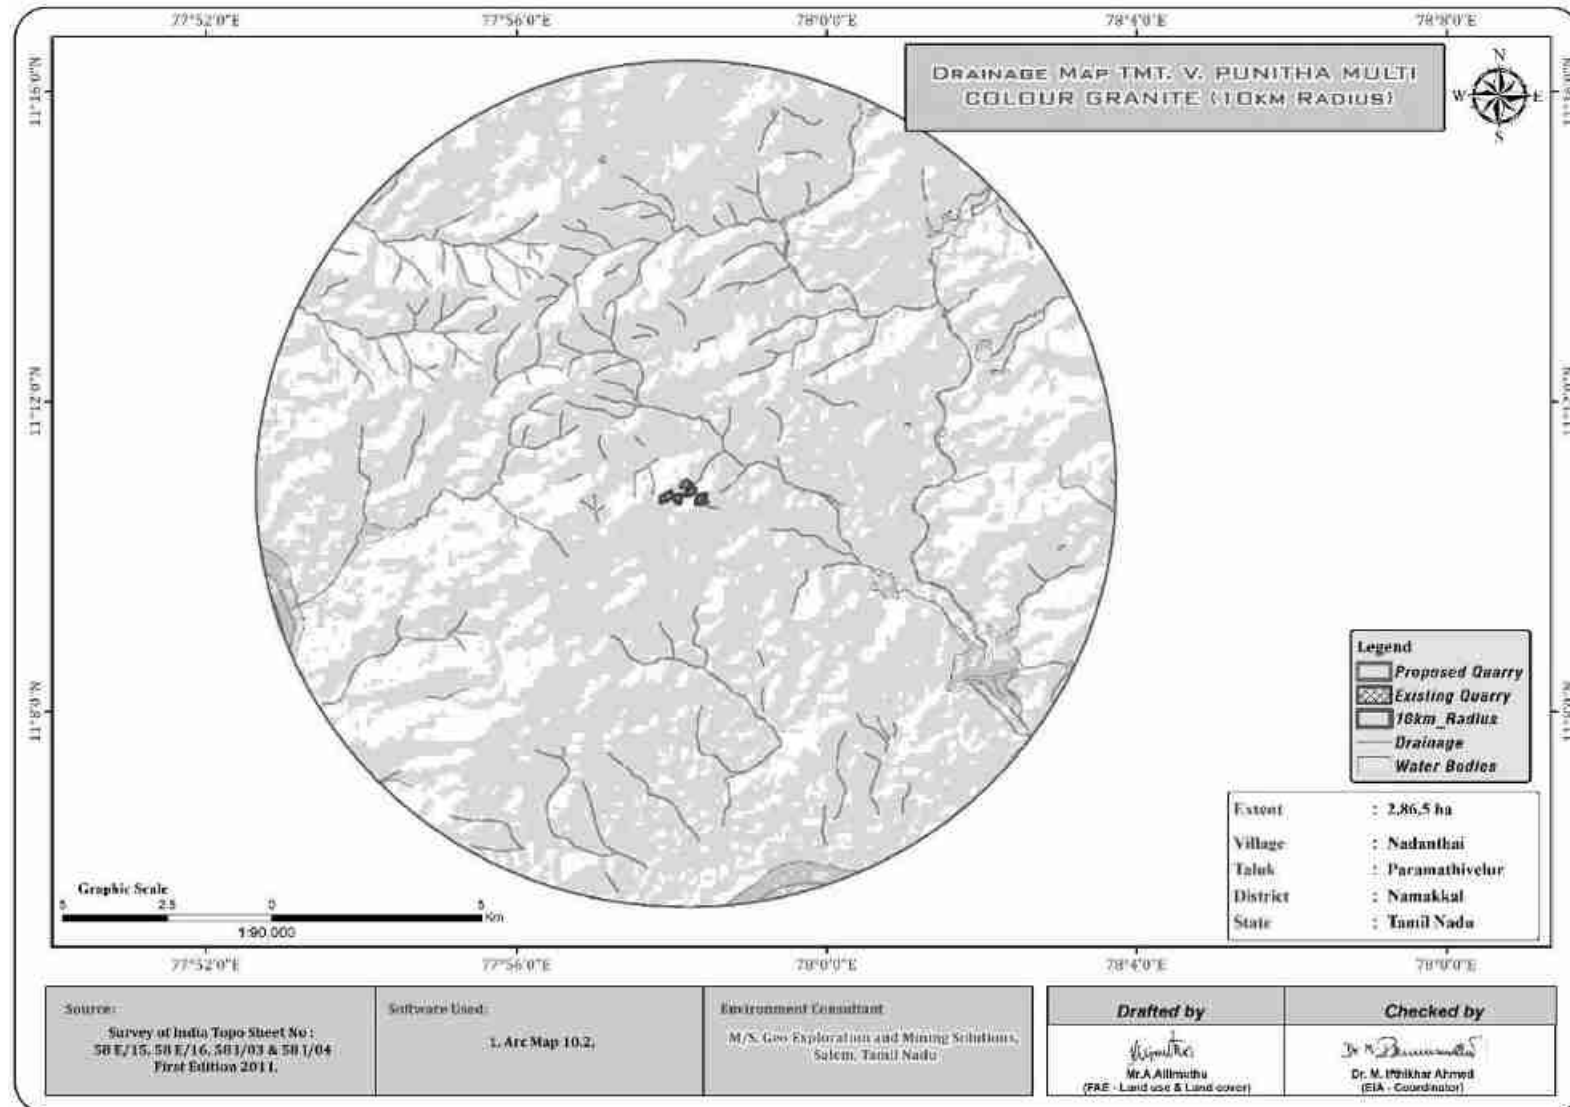 77°52'0"E 77°56'0"E 78°0'0"E 78°4'0"E 78°8'0"E
DRAINAGE MAP TMT. V. PUNITHA MULTI
COLOUR GRANITE (10KM RADIUS)
N
W E
S
11°16'0"N
11°12'0"N
11°8'0"N
Legend
Proposed Quarry
Existing Quarry
10km_Radius
Drainage
Water Bodies
Extent : 2.86.5 ha
Village : Nadanthai
Taluk : Paramathivelur
District : Namakkal
State : Tamil Nadu
Graphic Scale
5 2.5 0 5
Km
1:90,000
77°52'0"E 77°56'0"E 78°0'0"E 78°4'0"E 78°8'0"E
Source:
Survey of India Topo Sheet No :
58 E/15, 58 E/16, 58 I/03 & 58 I/04
First Edition 2011.
Software Used:
1. Arc Map 10.2.
Environment Consultant
M/S. Geo Exploration and Mining Solutions,
Salem, Tamil Nadu
Drafted by
Mr.A.Allimuthu
(FAE - Land use & Land cover)
Checked by
Dr. M. Ifthikhar Ahmed
(EIA - Coordinator)